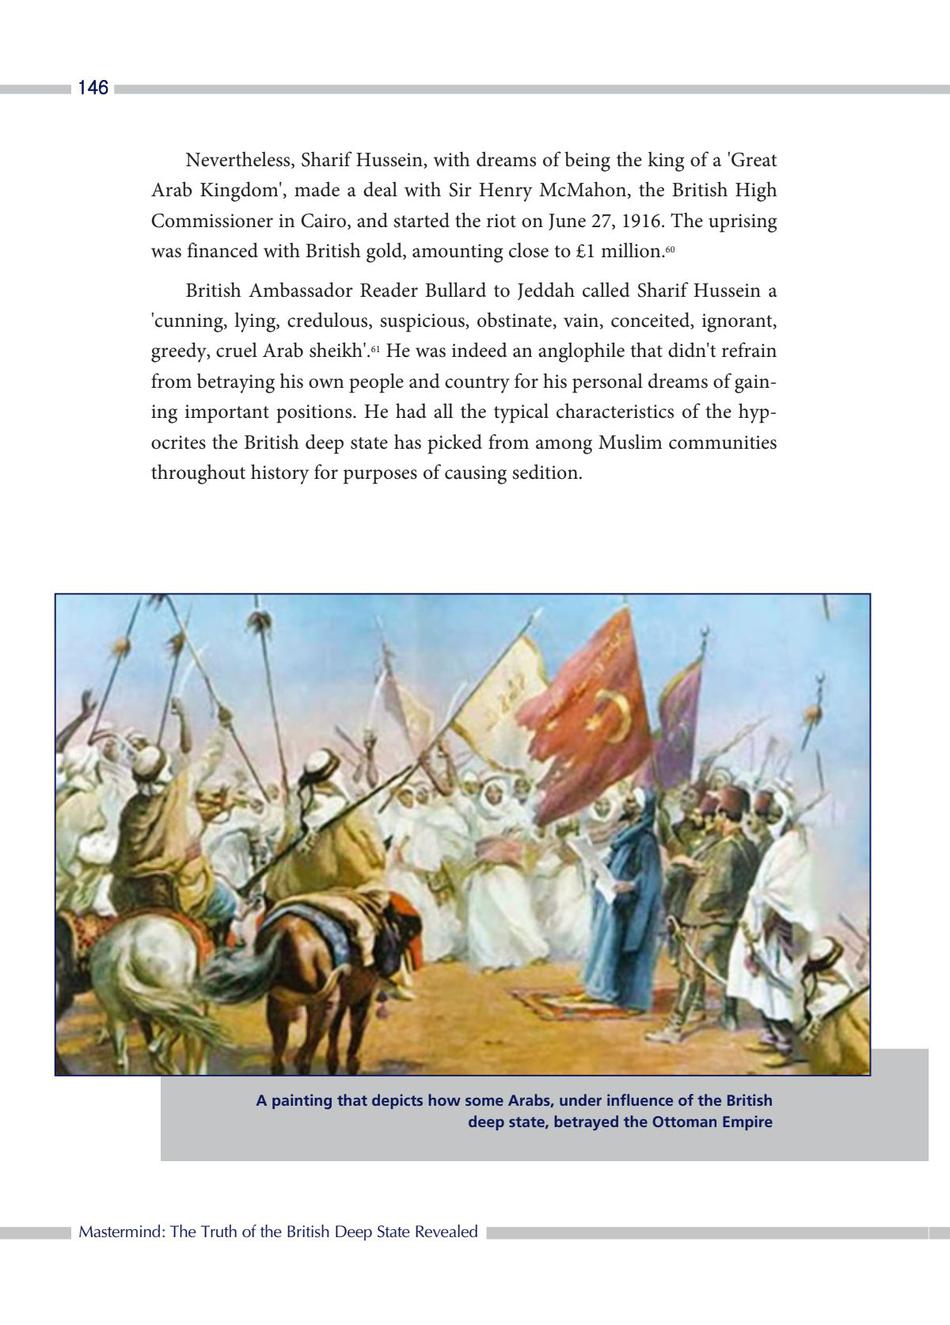 146
Nevertheless, Sharif Hussein, with dreams of being the king of a 'Great
Arab Kingdom', made a deal with Sir Henry McMahon, the British High
Commissioner in Cairo, and started the riot on June 27, 1916. The uprising
was financed with British gold, amounting close to £1 million.60
British Ambassador Reader Bullard to Jeddah called Sharif Hussein a
'cunning, lying, credulous, suspicious, obstinate, vain, conceited, ignorant,
greedy, cruel Arab sheikh'.61 He was indeed an anglophile that didn't refrain
from betraying his own people and country for his personal dreams of gain-
ing important positions. He had all the typical characteristics of the hyp-
ocrites the British deep state has picked from among Muslim communities
throughout history for purposes of causing sedition.
A painting that depicts how some Arabs, under influence of the British
deep state, betrayed the Ottoman Empire
Mastermind: The Truth of the British Deep State Revealed